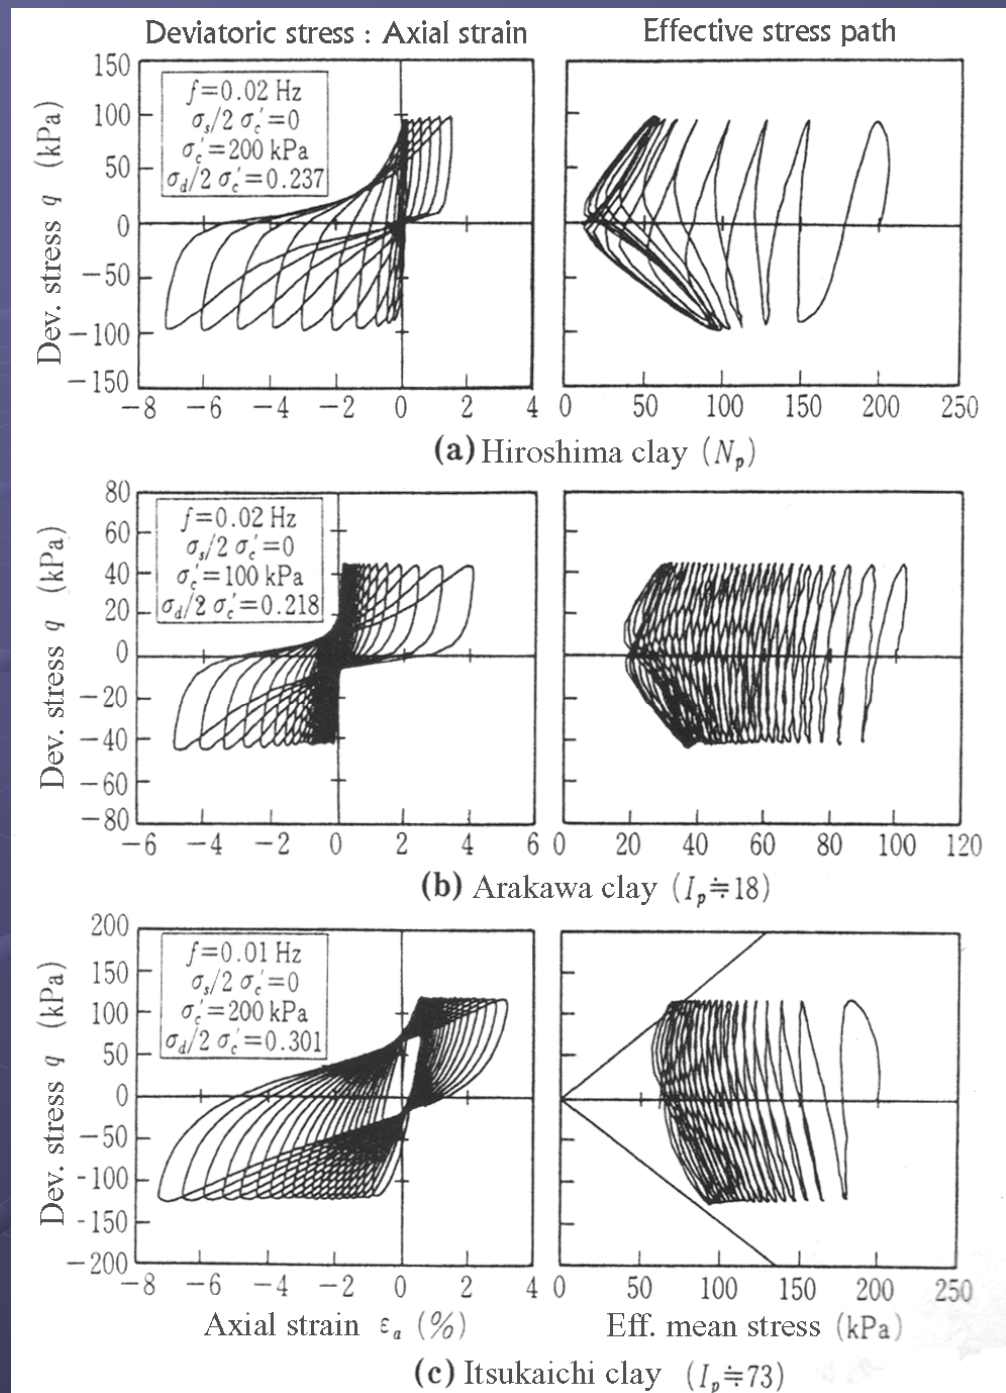 Deviatoric stress : Axial strain
Effective stress path
Dev. stress q (kPa)
150
100
50
0
−50
−100
−150
f=0.02 Hz
σs/2 σc′=0
σc′=200 kPa
σd/2 σc′=0.237
−8 −6 −4 −2 0 2 4
0 50 100 150 200 250
(a) Hiroshima clay (Np)
Dev. stress q (kPa)
80
60
40
20
0
−20
−40
−60
−80
f=0.02 Hz
σs/2 σc′=0
σc′=100 kPa
σd/2 σc′=0.218
−6 −4 −2 0 2 4 6
0 20 40 60 80 100 120
(b) Arakawa clay (Ip≒18)
Dev. stress q (kPa)
200
150
100
50
0
−50
−100
-150
−200
f=0.01 Hz
σs/2 σc′=0
σc′=200 kPa
σd/2 σc′=0.301
−8 −6 −4 −2 0 2 4
0 50 100 150 200 250
Axial strain εa (%)
Eff. mean stress (kPa)
(c) Itsukaichi clay (Ip≒73)